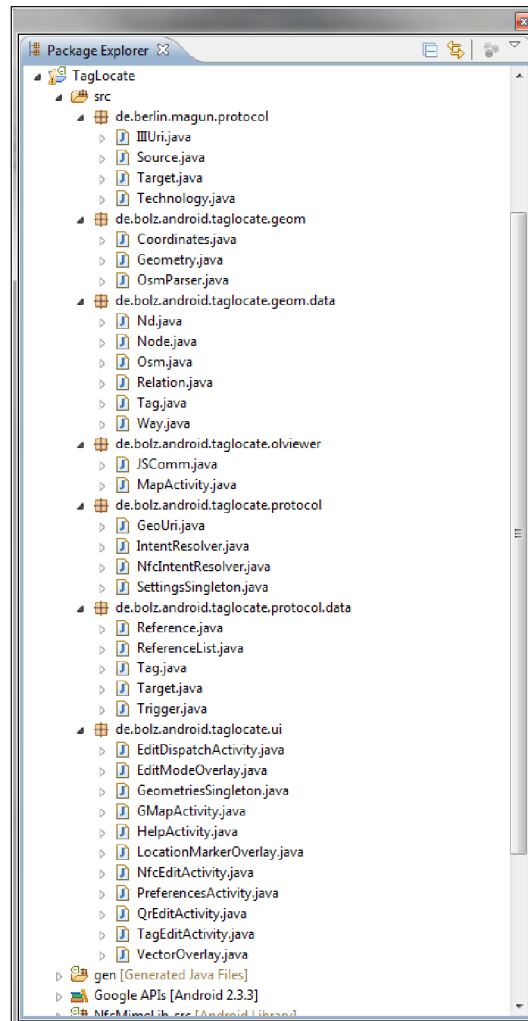 Package Explorer
TagLocate
src
de.berlin.magun.protocol
IIIUri.java
Source.java
Target.java
Technology.java
de.bolz.android.taglocate.geom
Coordinates.java
Geometry.java
OsmParser.java
de.bolz.android.taglocate.geom.data
Nd.java
Node.java
Osm.java
Relation.java
Tag.java
Way.java
de.bolz.android.taglocate.olviewer
JSComm.java
MapActivity.java
de.bolz.android.taglocate.protocol
GeoUri.java
IntentResolver.java
NfcIntentResolver.java
SettingsSingleton.java
de.bolz.android.taglocate.protocol.data
Reference.java
ReferenceList.java
Tag.java
Target.java
Trigger.java
de.bolz.android.taglocate.ui
EditDispatchActivity.java
EditModeOverlay.java
GeometriesSingleton.java
GMapActivity.java
HelpActivity.java
LocationMarkerOverlay.java
NfcEditActivity.java
PreferencesActivity.java
QrEditActivity.java
TagEditActivity.java
VectorOverlay.java
gen [Generated Java Files]
Google APIs [Android 2.3.3]
NfcMimeLib_src [Android Library]